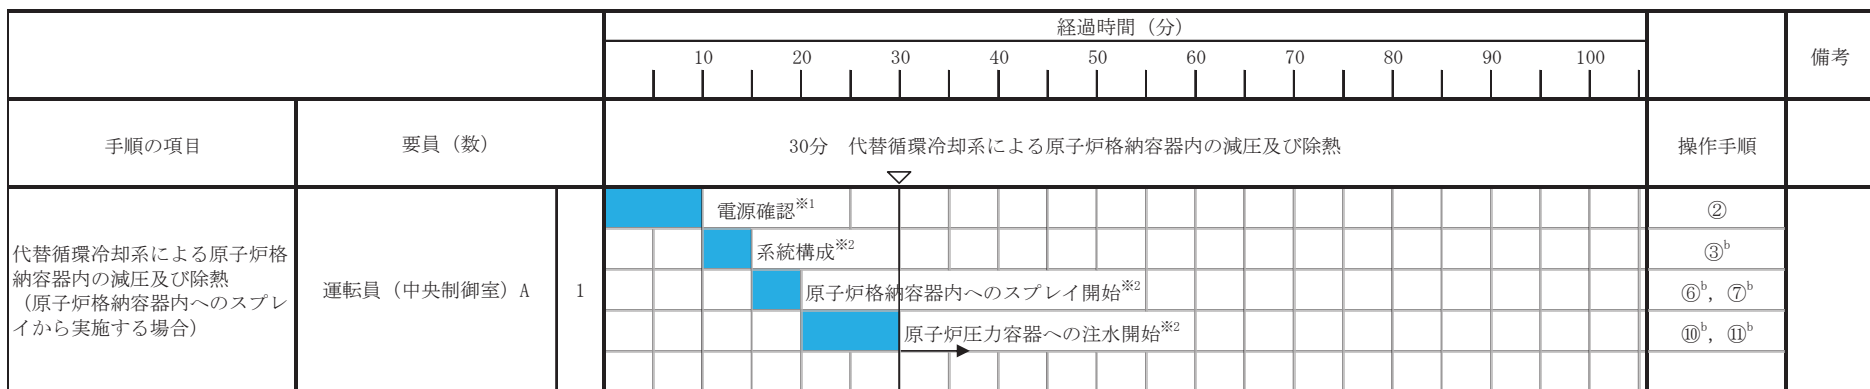 経過時間（分）
10 20 30 40 50 60 70 80 90 100
備考
手順の項目
要員（数）
30分　代替循環冷却系による原子炉格納容器内の減圧及び除熱
操作手順
代替循環冷却系による原子炉格
納容器内の減圧及び除熱
（原子炉格納容器内へのスプレ
イから実施する場合）
運転員（中央制御室）A
1
電源確認※1
②
系統構成※2
③b
原子炉格納容器内へのスプレイ開始※2
⑥b，⑦b
原子炉圧力容器への注水開始※2
⑩b，⑪b